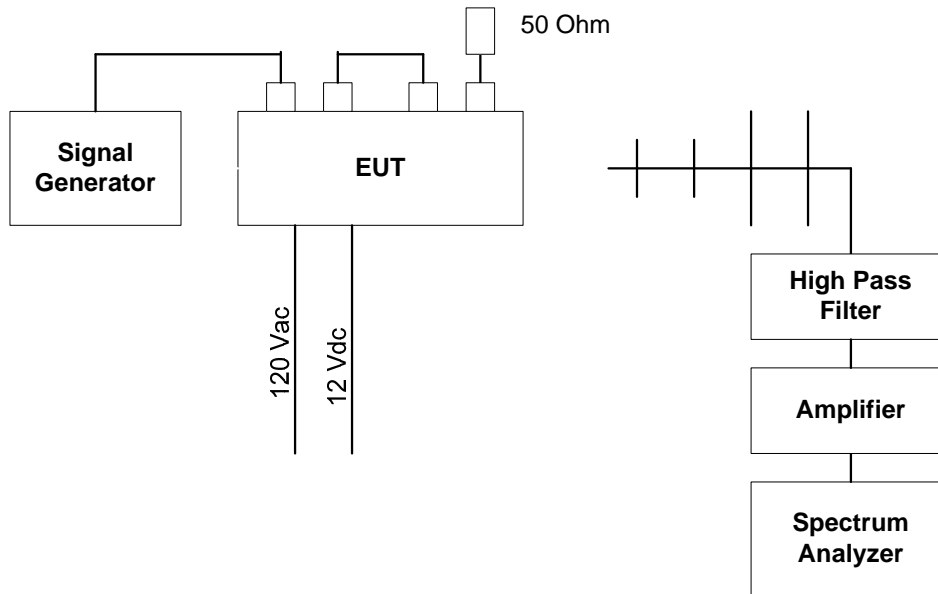 50 Ohm
Signal
Generator
EUT
High Pass
Filter
120 Vac
12 Vdc
Amplifier
Spectrum
Analyzer